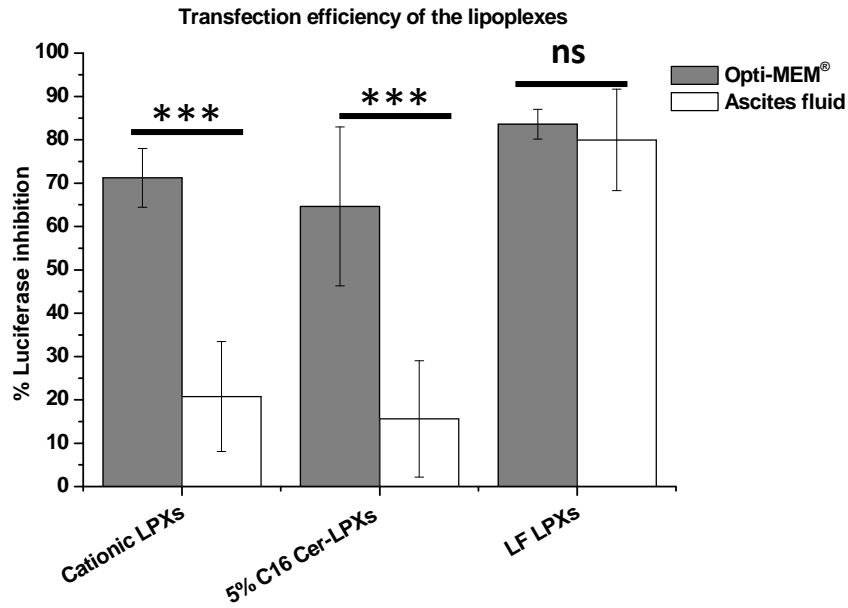 Transfection efficiency of the lipoplexes
% Luciferase inhibition
100
90
80
70
60
50
40
30
20
10
0
***
***
ns
Opti-MEM®
Ascites fluid
Cationic LPXs
5% C16 Cer-LPXs
LF LPXs